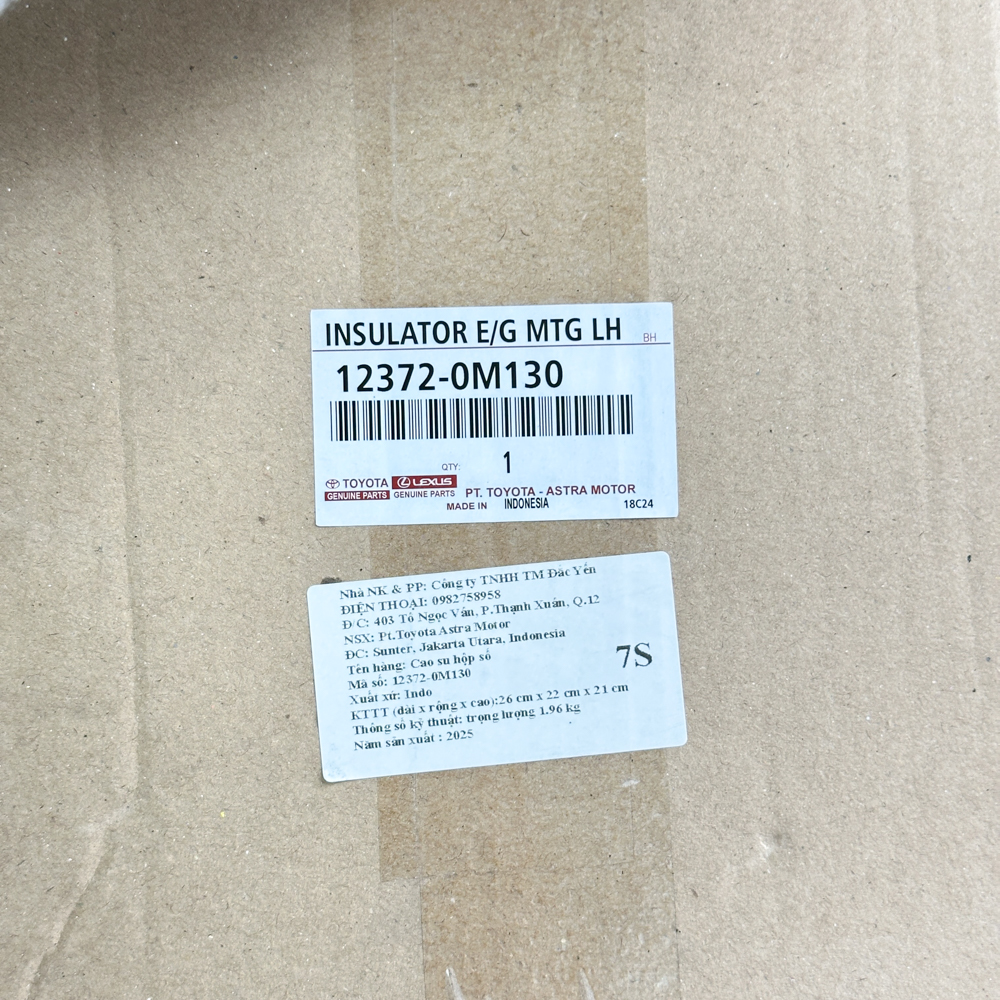 INSULATOR E/G MTG LH BH
12372-0M130
QTY: 1
TOYOTA LEXUS
GENUINE PARTS GENUINE PARTS PT. TOYOTA - ASTRA MOTOR
MADE IN INDONESIA 18C24
Nhà NK & PP: Công ty TNHH TM Đắc Yến
ĐIỆN THOẠI: 0982758958
Đ/C: 403 Tô Ngọc Vân, P.Thạnh Xuân, Q.12
NSX: Pt.Toyota Astra Motor
ĐC: Sunter, Jakarta Utara, Indonesia
Tên hàng: Cao su hộp số
7S
Mã số: 12372-0M130
Xuất xứ: Indo
KTTT (dài x rộng x cao):26 cm x 22 cm x 21 cm
Thông số kỹ thuật: trọng lượng 1.96 kg
Năm sản xuất : 2025